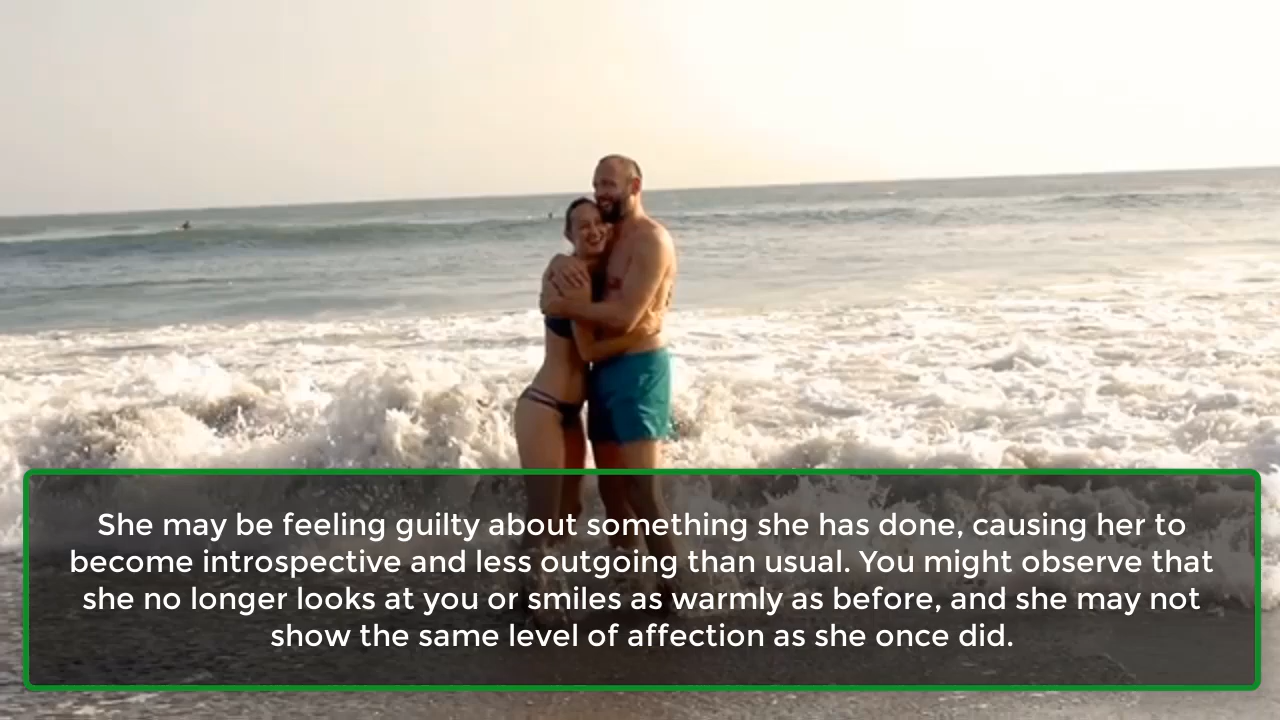 She may be feeling guilty about something she has done, causing her to
become introspective and less outgoing than usual. You might observe that
she no longer looks at you or smiles as warmly as before, and she may not
show the same level of affection as she once did.